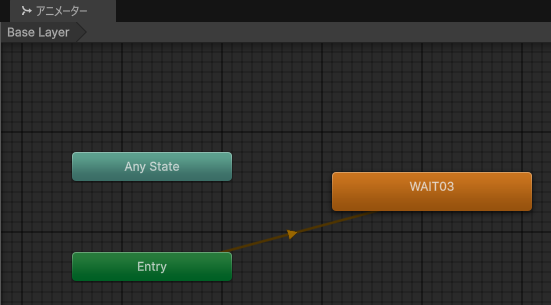 アニメーター
Base Layer
Any State
WAIT03
Entry